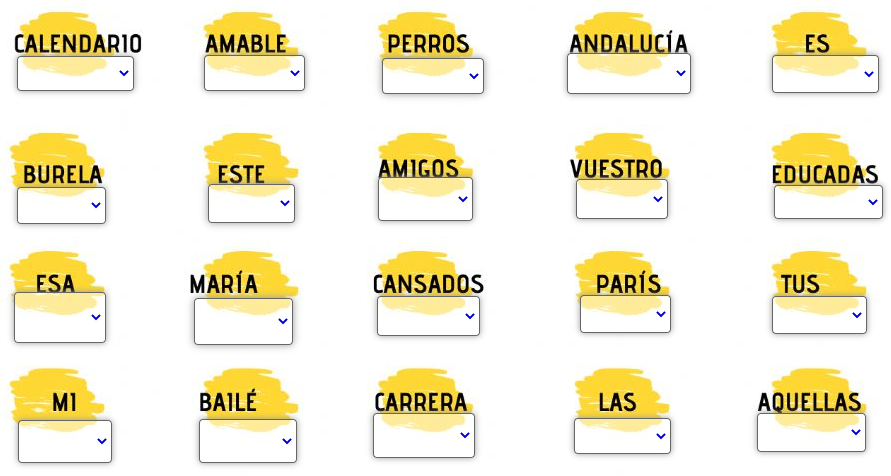 CALENDARIO AMABLE PERROS ANDALUCÍA ES
BURELA ESTE AMIGOS VUESTRO EDUCADAS
ESA MARÍA CANSADOS PARÍS TUS
MI BAILÉ CARRERA LAS AQUELLAS